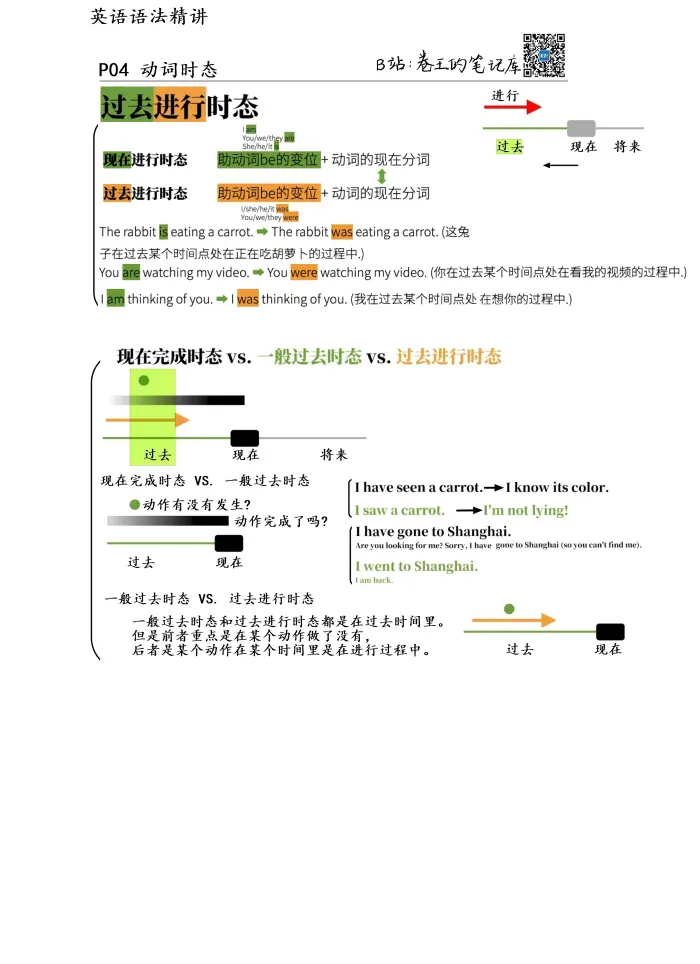 英语语法精讲
P04 动词时态
B站:卷王的笔记库
过去进行时态
进行
过去 现在 将来
I am
You/we/they are
She/he/it is
现在进行时态 助动词be的变位 + 动词的现在分词
过去进行时态 助动词be的变位 + 动词的现在分词
I/she/he/it was
You/we/they were
The rabbit is eating a carrot. ➡ The rabbit was eating a carrot. (这兔
子在过去某个时间点处在正在吃胡萝卜的过程中.)
You are watching my video. ➡ You were watching my video. (你在过去某个时间点处在看我的视频的过程中.)
I am thinking of you. ➡ I was thinking of you. (我在过去某个时间点处 在想你的过程中.)
现在完成时态 vs. 一般过去时态 vs. 过去进行时态
过去 现在 将来
现在完成时态 VS. 一般过去时态
动作有没有发生?
动作完成了吗?
过去 现在
I have seen a carrot. → I know its color.
I saw a carrot. → I'm not lying!
I have gone to Shanghai.
Are you looking for me? Sorry, I have gone to Shanghai (so you can't find me).
I went to Shanghai.
I am back.
一般过去时态 VS. 过去进行时态
一般过去时态和过去进行时态都是在过去时间里。
但是前者重点是在某个动作做了没有,
后者是某个动作在某个时间里是在进行过程中。
过去 现在